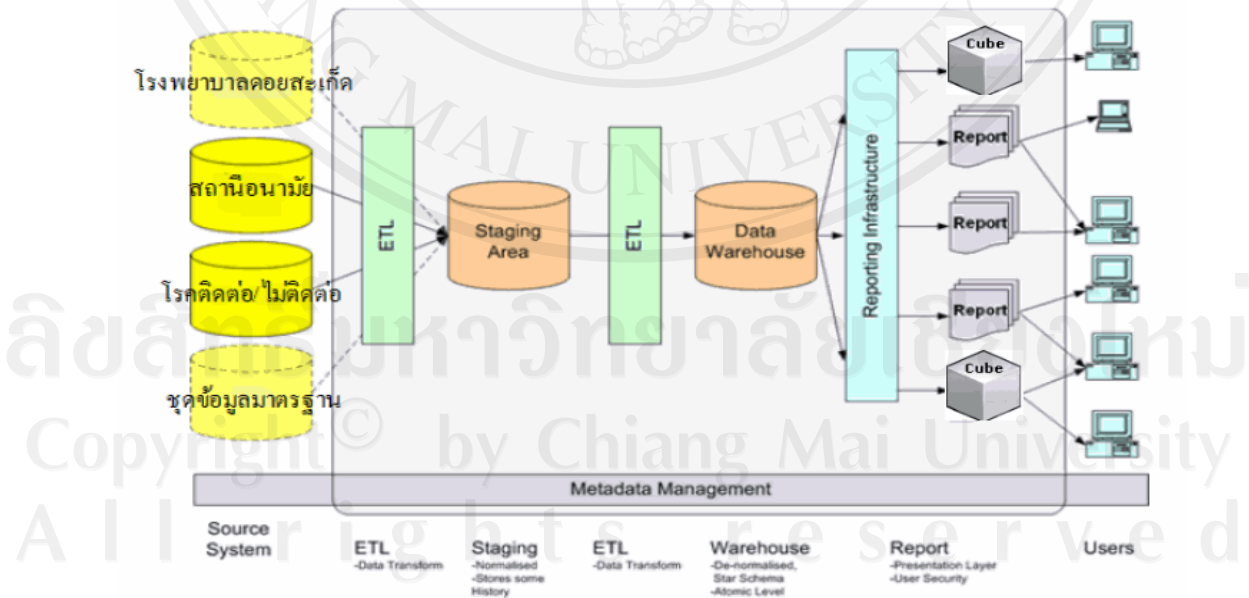 โรงพยาบาลดอยสะเก็ด
สถานีอนามัย
โรคติดต่อ/ไม่ติดต่อ
ชุดข้อมูลมาตรฐาน
ETL
Staging
Area
ETL
Data
Warehouse
Reporting Infrastructure
Cube
Report
Report
Report
Cube
Metadata Management
Source
System
ETL
-Data Transform
Staging
-Normalised
-Stores some
History
ETL
-Data Transform
Warehouse
-De-normalised,
Star Schema
-Atomic Level
Report
-Presentation Layer
-User Security
Users
MAI UNIVERSITY
ลิขสิทธิ์มหาวิทยาลัยเชียงใหม่
Copyright© by Chiang Mai University
All rights reserved